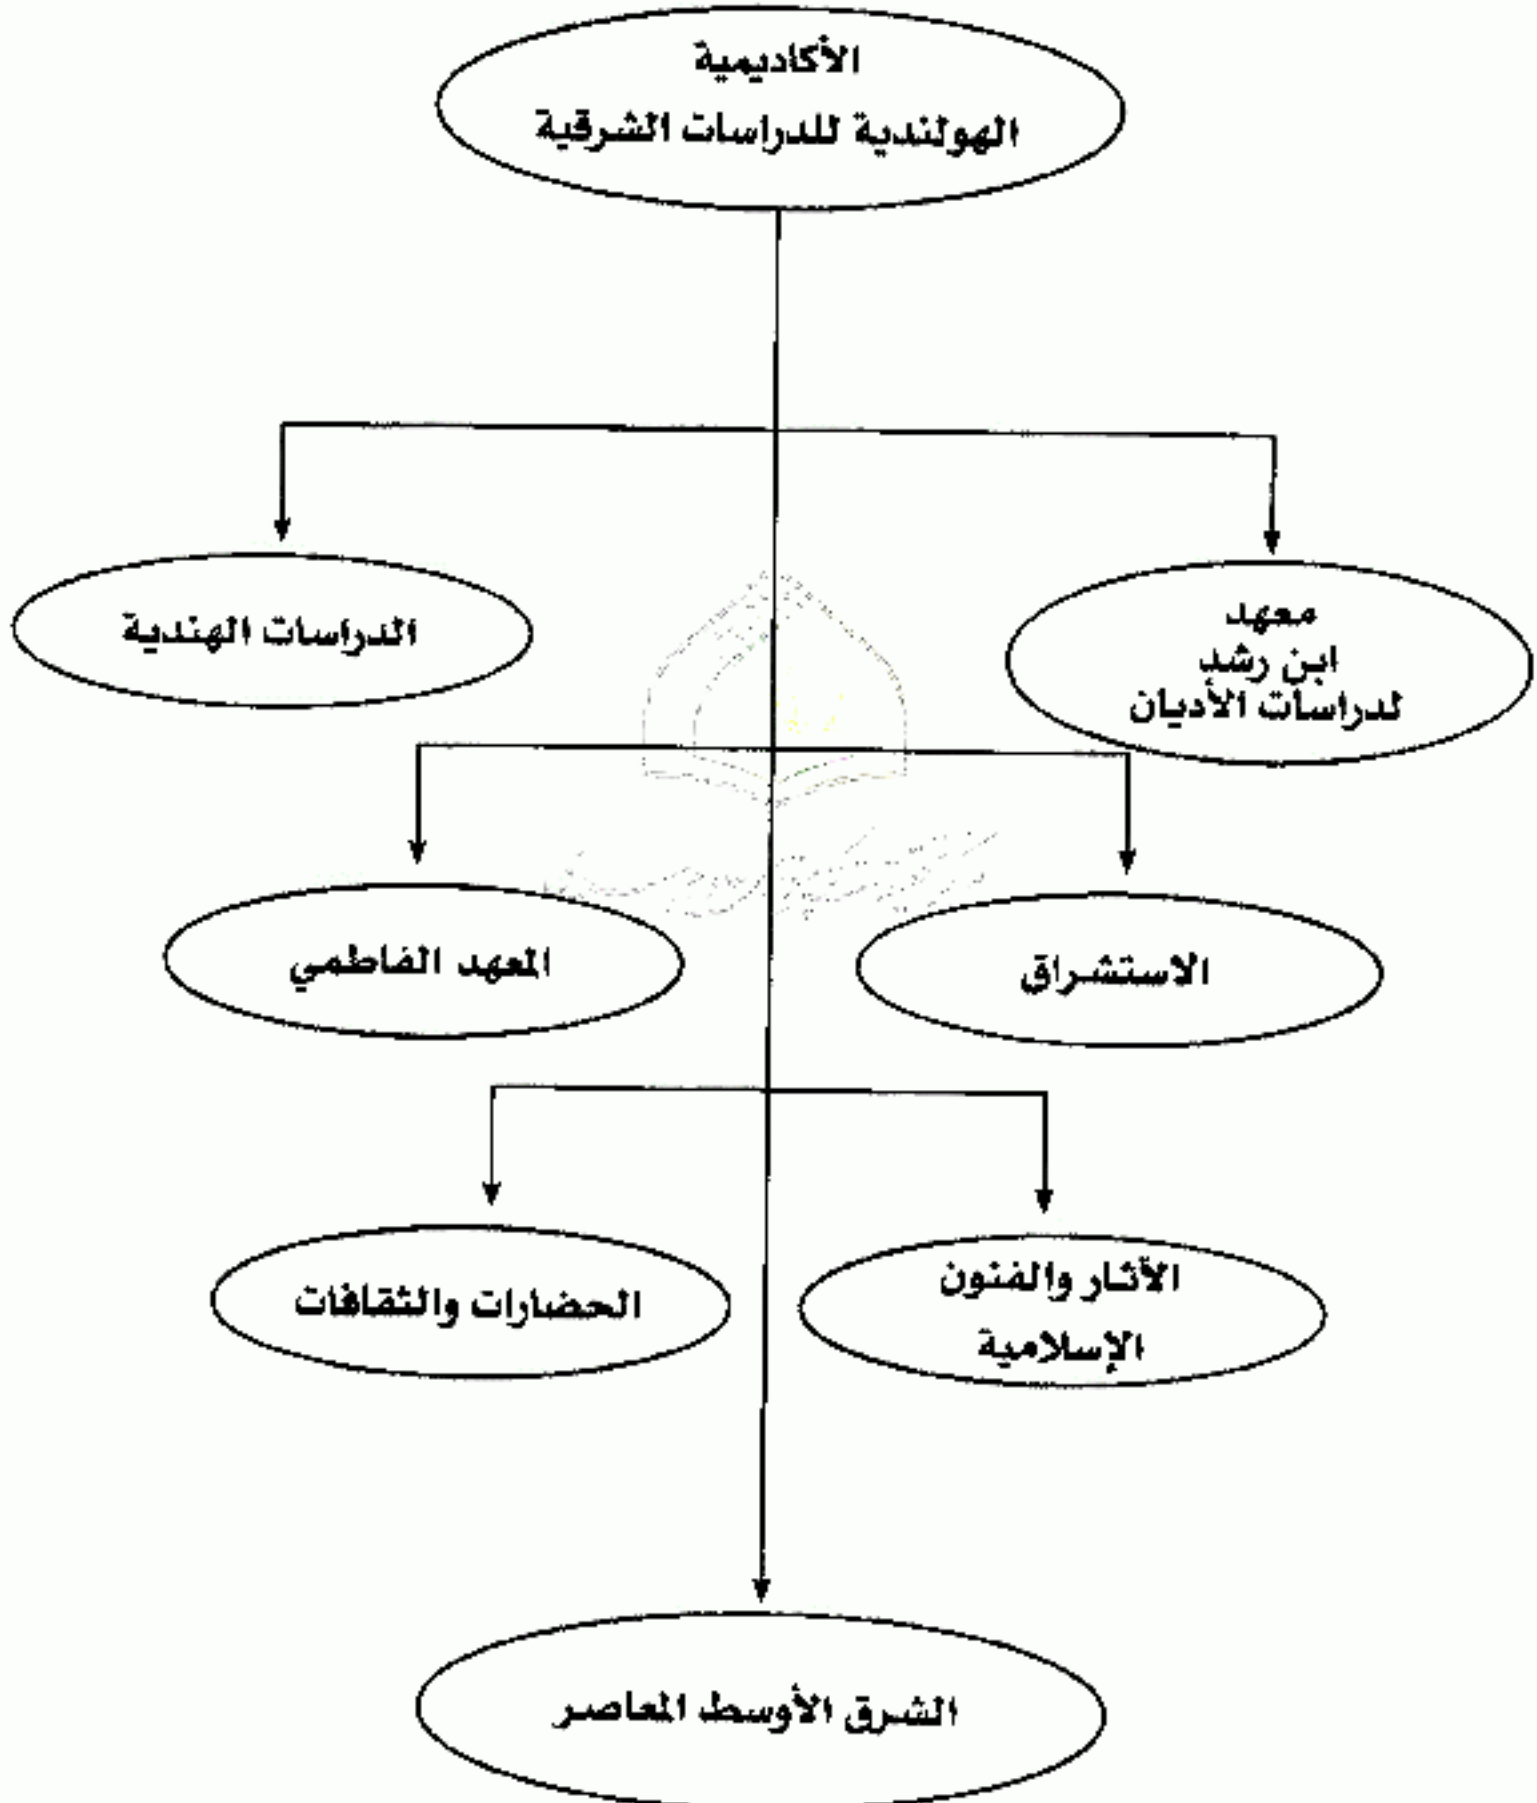 الأكاديمية
الهولندية للدراسات الشرقية
معهد
ابن رشد
لدراسات الأديان
الدراسات الهندية
الاستشراق
المعهد الفاطمي
الآثار والفنون
الإسلامية
الحضارات والثقافات
الشرق الأوسط المعاصر